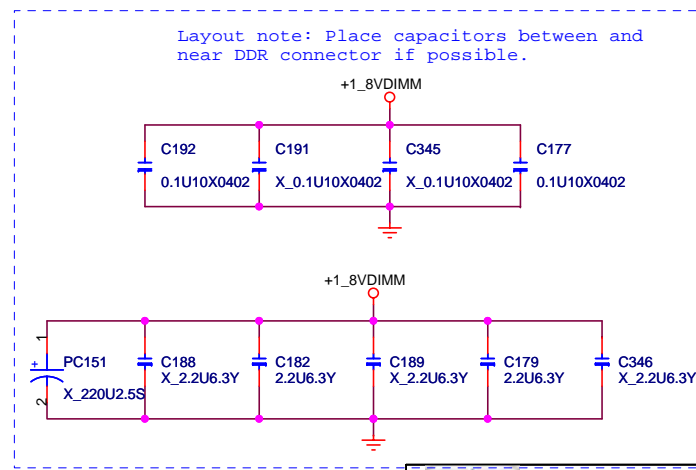 Layout note: Place capacitors between and
near DDR connector if possible.
+1_8VDIMM
C192
C191
C345
C177
0.1U10X0402
X_0.1U10X0402
X_0.1U10X0402
0.1U10X0402
+1_8VDIMM
1
+
PC151
C188
C182
C189
C179
C346
X_2.2U6.3Y
2.2U6.3Y
X_2.2U6.3Y
2.2U6.3Y
X_2.2U6.3Y
2
X_220U2.5S